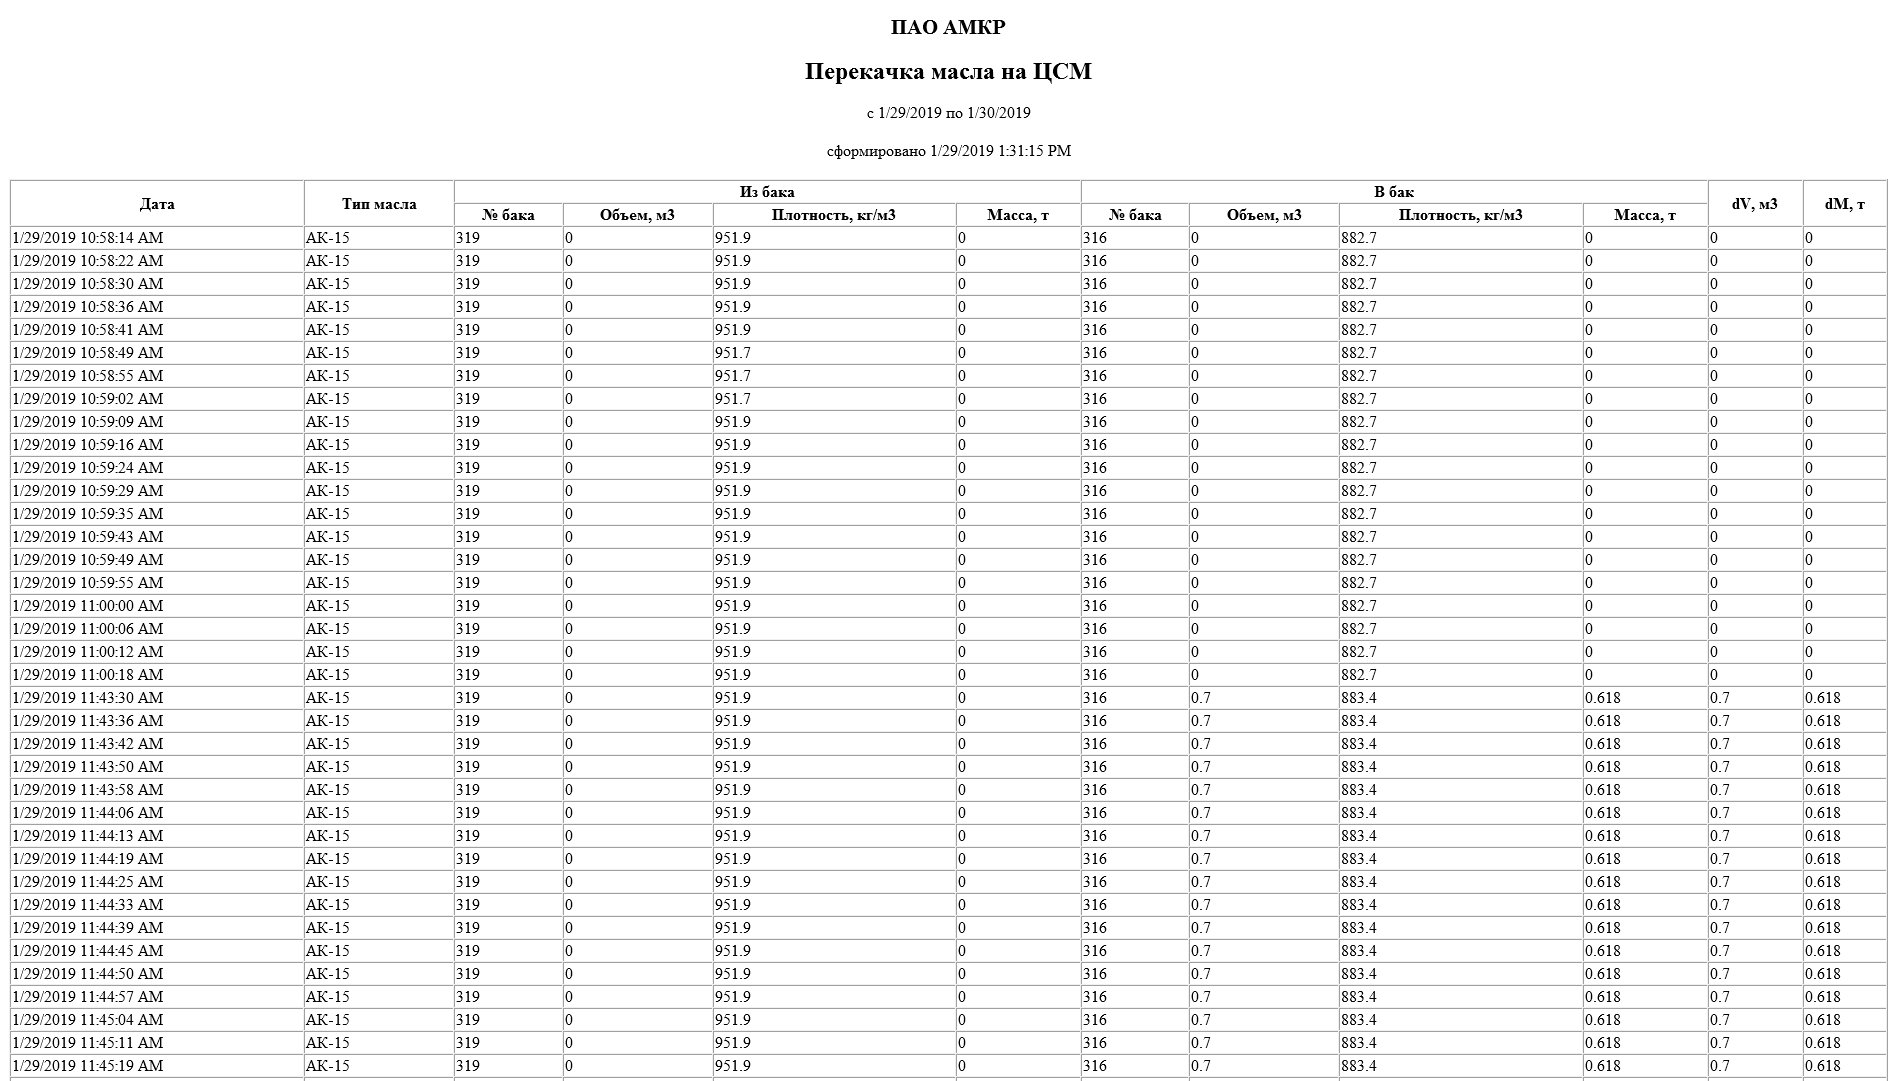 ПАО АМКР
Перекачка масла на ЦСМ
с 1/29/2019 по 1/30/2019
сформировано 1/29/2019 1:31:15 PM
Дата Тип масла Из бака В бак dV, м3 dM, т
№ бака Объем, м3 Плотность, кг/м3 Масса, т № бака Объем, м3 Плотность, кг/м3 Масса, т
1/29/2019 10:58:14 AM АК-15 319 0 951.9 0 316 0 882.7 0 0 0
1/29/2019 10:58:22 AM АК-15 319 0 951.9 0 316 0 882.7 0 0 0
1/29/2019 10:58:30 AM АК-15 319 0 951.9 0 316 0 882.7 0 0 0
1/29/2019 10:58:36 AM АК-15 319 0 951.9 0 316 0 882.7 0 0 0
1/29/2019 10:58:41 AM АК-15 319 0 951.9 0 316 0 882.7 0 0 0
1/29/2019 10:58:49 AM АК-15 319 0 951.7 0 316 0 882.7 0 0 0
1/29/2019 10:58:55 AM АК-15 319 0 951.7 0 316 0 882.7 0 0 0
1/29/2019 10:59:02 AM АК-15 319 0 951.7 0 316 0 882.7 0 0 0
1/29/2019 10:59:09 AM АК-15 319 0 951.9 0 316 0 882.7 0 0 0
1/29/2019 10:59:16 AM АК-15 319 0 951.9 0 316 0 882.7 0 0 0
1/29/2019 10:59:24 AM АК-15 319 0 951.9 0 316 0 882.7 0 0 0
1/29/2019 10:59:29 AM АК-15 319 0 951.9 0 316 0 882.7 0 0 0
1/29/2019 10:59:35 AM АК-15 319 0 951.9 0 316 0 882.7 0 0 0
1/29/2019 10:59:43 AM АК-15 319 0 951.9 0 316 0 882.7 0 0 0
1/29/2019 10:59:49 AM АК-15 319 0 951.9 0 316 0 882.7 0 0 0
1/29/2019 10:59:55 AM АК-15 319 0 951.9 0 316 0 882.7 0 0 0
1/29/2019 11:00:00 AM АК-15 319 0 951.9 0 316 0 882.7 0 0 0
1/29/2019 11:00:06 AM АК-15 319 0 951.9 0 316 0 882.7 0 0 0
1/29/2019 11:00:12 AM АК-15 319 0 951.9 0 316 0 882.7 0 0 0
1/29/2019 11:00:18 AM АК-15 319 0 951.9 0 316 0 882.7 0 0 0
1/29/2019 11:43:30 AM АК-15 319 0 951.9 0 316 0.7 883.4 0.618 0.7 0.618
1/29/2019 11:43:36 AM АК-15 319 0 951.9 0 316 0.7 883.4 0.618 0.7 0.618
1/29/2019 11:43:42 AM АК-15 319 0 951.9 0 316 0.7 883.4 0.618 0.7 0.618
1/29/2019 11:43:50 AM АК-15 319 0 951.9 0 316 0.7 883.4 0.618 0.7 0.618
1/29/2019 11:43:58 AM АК-15 319 0 951.9 0 316 0.7 883.4 0.618 0.7 0.618
1/29/2019 11:44:06 AM АК-15 319 0 951.9 0 316 0.7 883.4 0.618 0.7 0.618
1/29/2019 11:44:13 AM АК-15 319 0 951.9 0 316 0.7 883.4 0.618 0.7 0.618
1/29/2019 11:44:19 AM АК-15 319 0 951.9 0 316 0.7 883.4 0.618 0.7 0.618
1/29/2019 11:44:25 AM АК-15 319 0 951.9 0 316 0.7 883.4 0.618 0.7 0.618
1/29/2019 11:44:33 AM АК-15 319 0 951.9 0 316 0.7 883.4 0.618 0.7 0.618
1/29/2019 11:44:39 AM АК-15 319 0 951.9 0 316 0.7 883.4 0.618 0.7 0.618
1/29/2019 11:44:45 AM АК-15 319 0 951.9 0 316 0.7 883.4 0.618 0.7 0.618
1/29/2019 11:44:50 AM АК-15 319 0 951.9 0 316 0.7 883.4 0.618 0.7 0.618
1/29/2019 11:44:57 AM АК-15 319 0 951.9 0 316 0.7 883.4 0.618 0.7 0.618
1/29/2019 11:45:04 AM АК-15 319 0 951.9 0 316 0.7 883.4 0.618 0.7 0.618
1/29/2019 11:45:11 AM АК-15 319 0 951.9 0 316 0.7 883.4 0.618 0.7 0.618
1/29/2019 11:45:19 AM АК-15 319 0 951.9 0 316 0.7 883.4 0.618 0.7 0.618